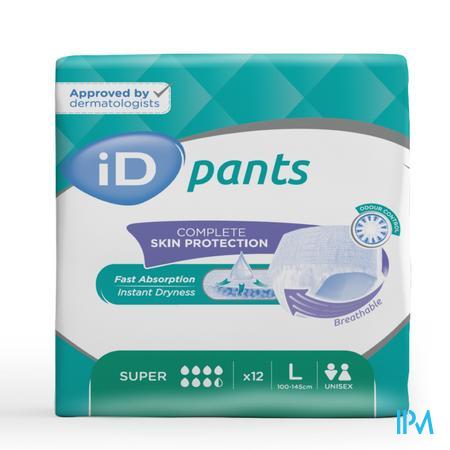 Approved by
dermatologists
iD pants
ODOUR CONTROL
COMPLETE
SKIN PROTECTION
Fast Absorption
Instant Dryness
Breathable
SUPER
x12
L
100-145cm
UNISEX
IPM